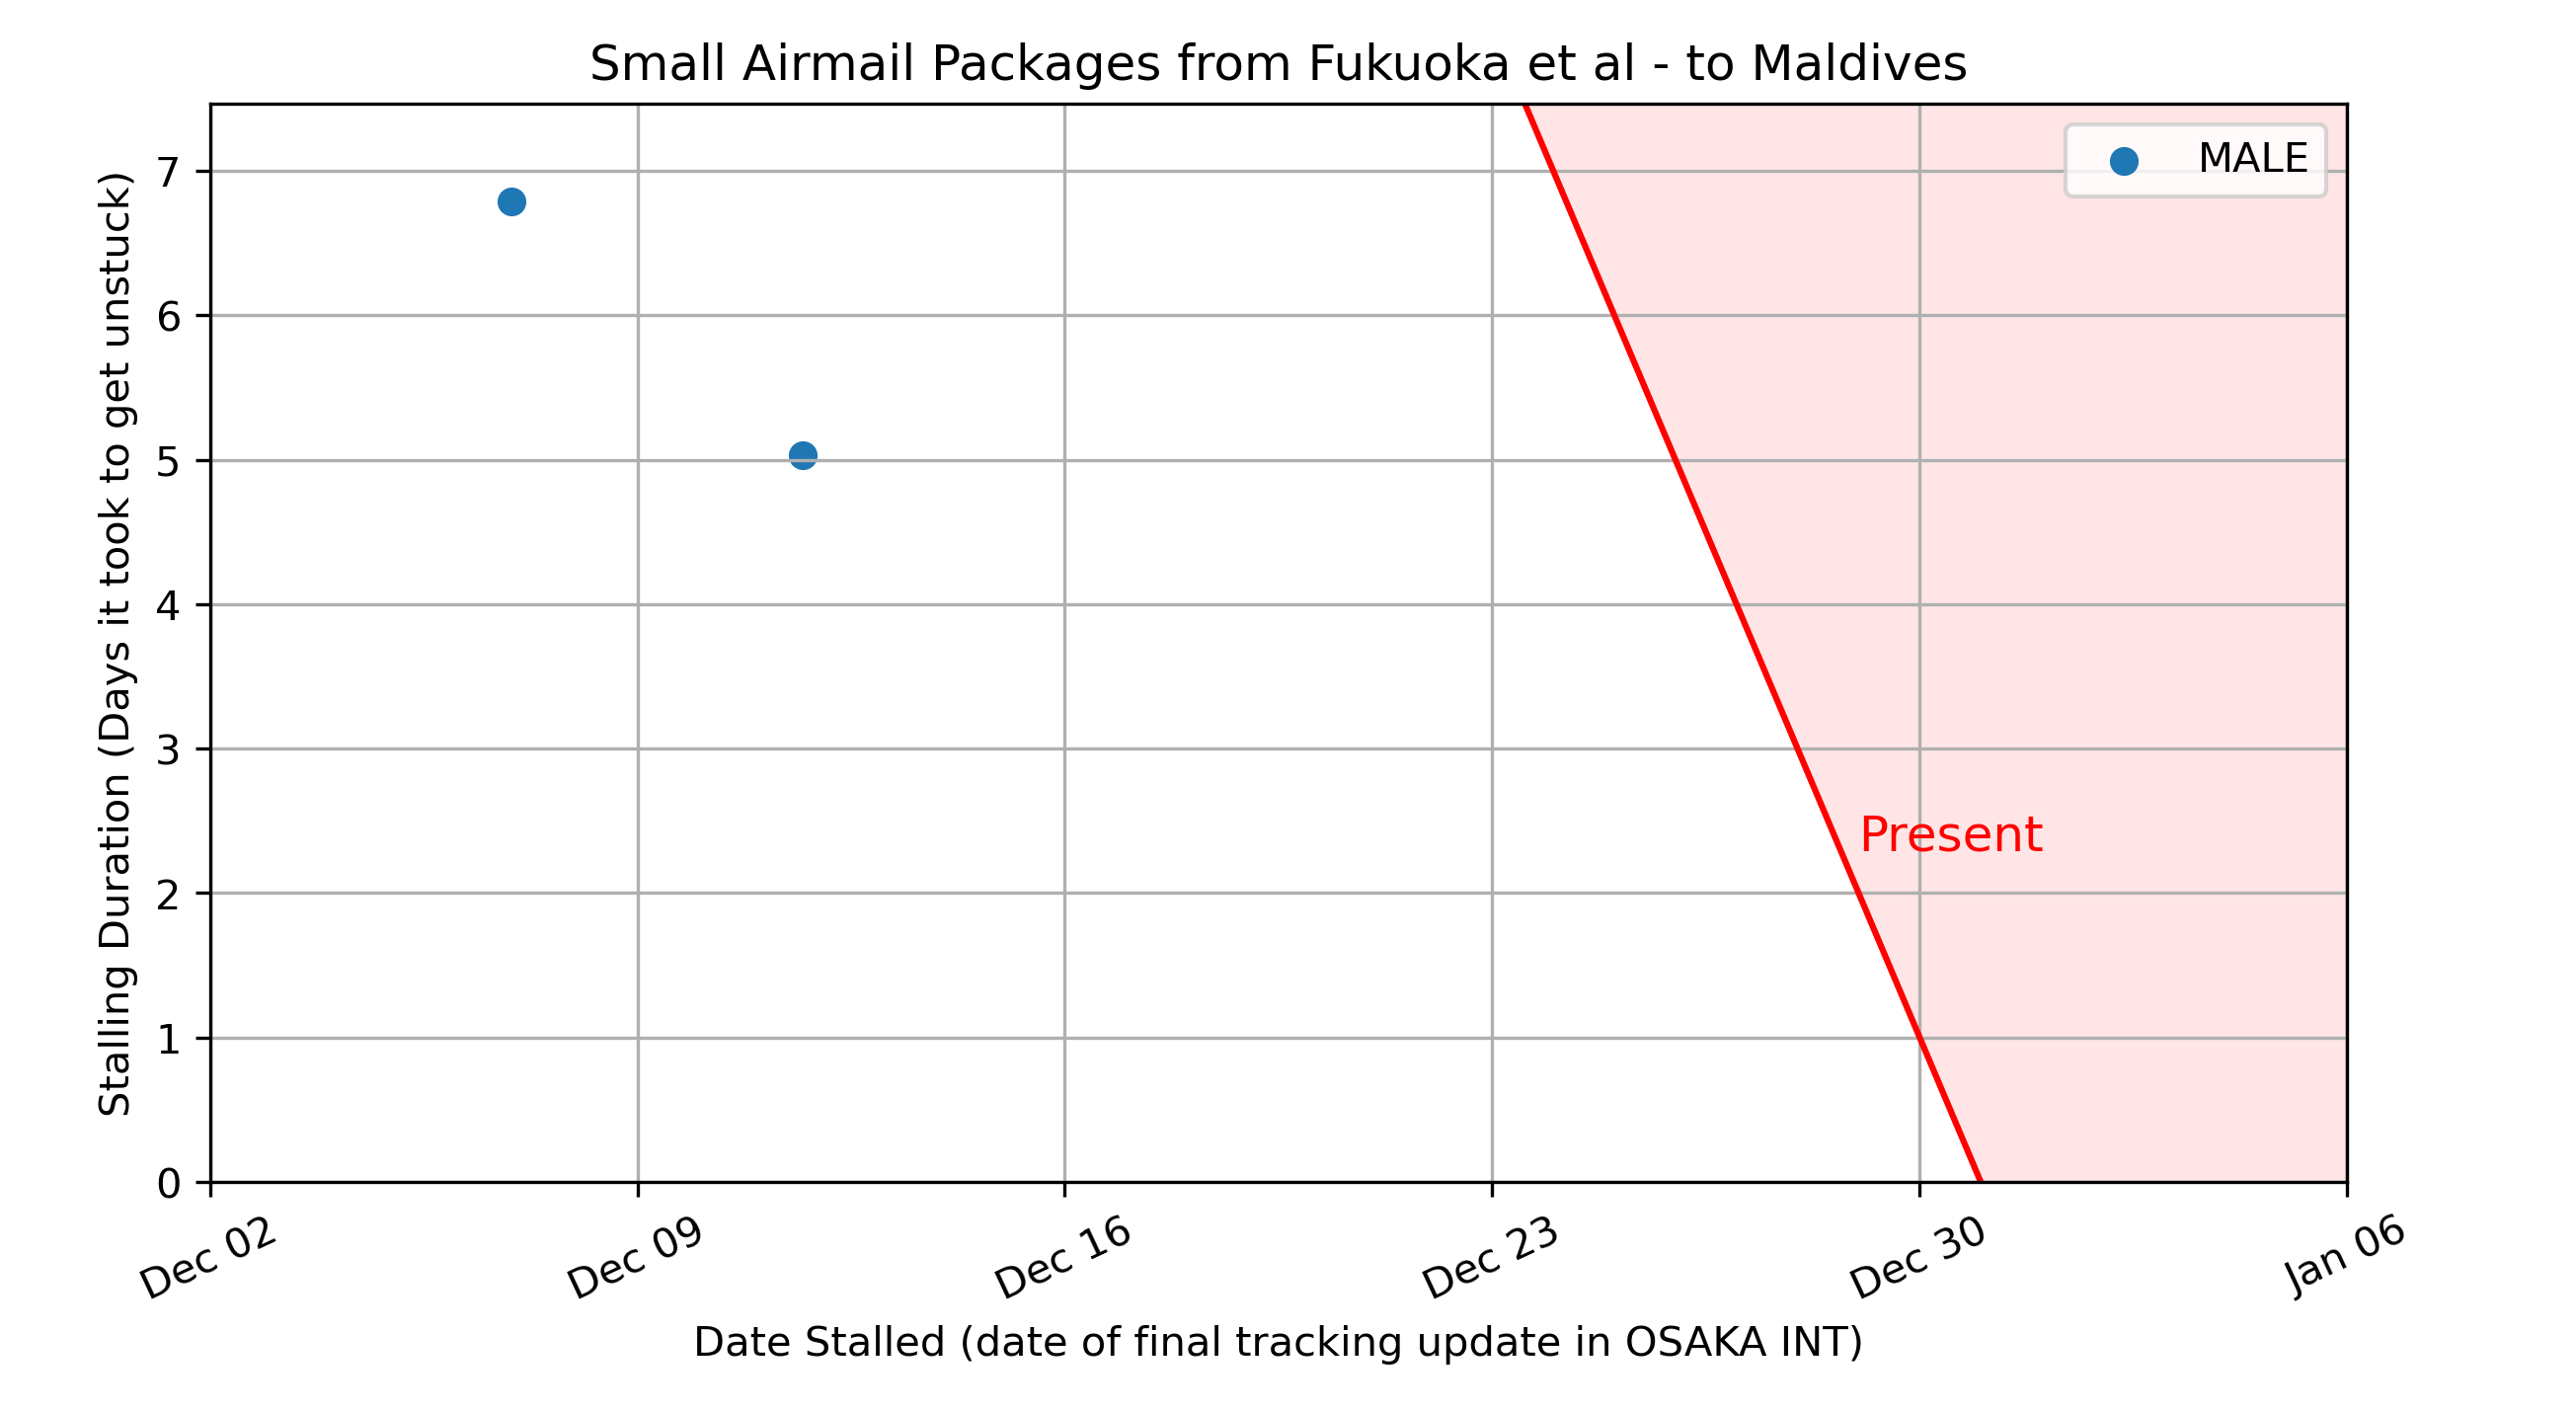 Small Airmail Packages from Fukuoka et al - to Maldives
MALE
Stalling Duration (Days it took to get unstuck)
7
6
5
4
3
2
1
0
Present
Dec 02
Dec 09
Dec 16
Dec 23
Dec 30
Jan 06
Date Stalled (date of final tracking update in OSAKA INT)